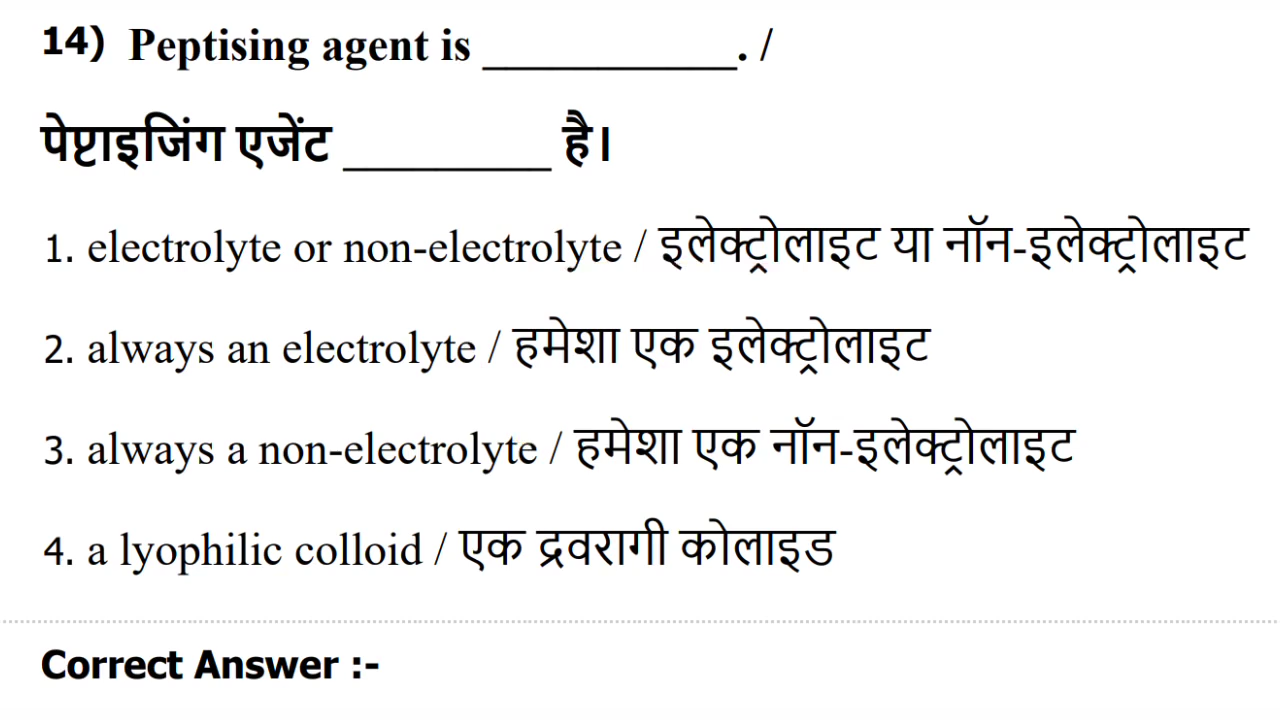 14) Peptising agent is ___________. /
पेप्टाइजिंग एजेंट _________ है।
1. electrolyte or non-electrolyte / इलेक्ट्रोलाइट या नॉन-इलेक्ट्रोलाइट
2. always an electrolyte / हमेशा एक इलेक्ट्रोलाइट
3. always a non-electrolyte / हमेशा एक नॉन-इलेक्ट्रोलाइट
4. a lyophilic colloid / एक द्रवरागी कोलाइड
Correct Answer :-